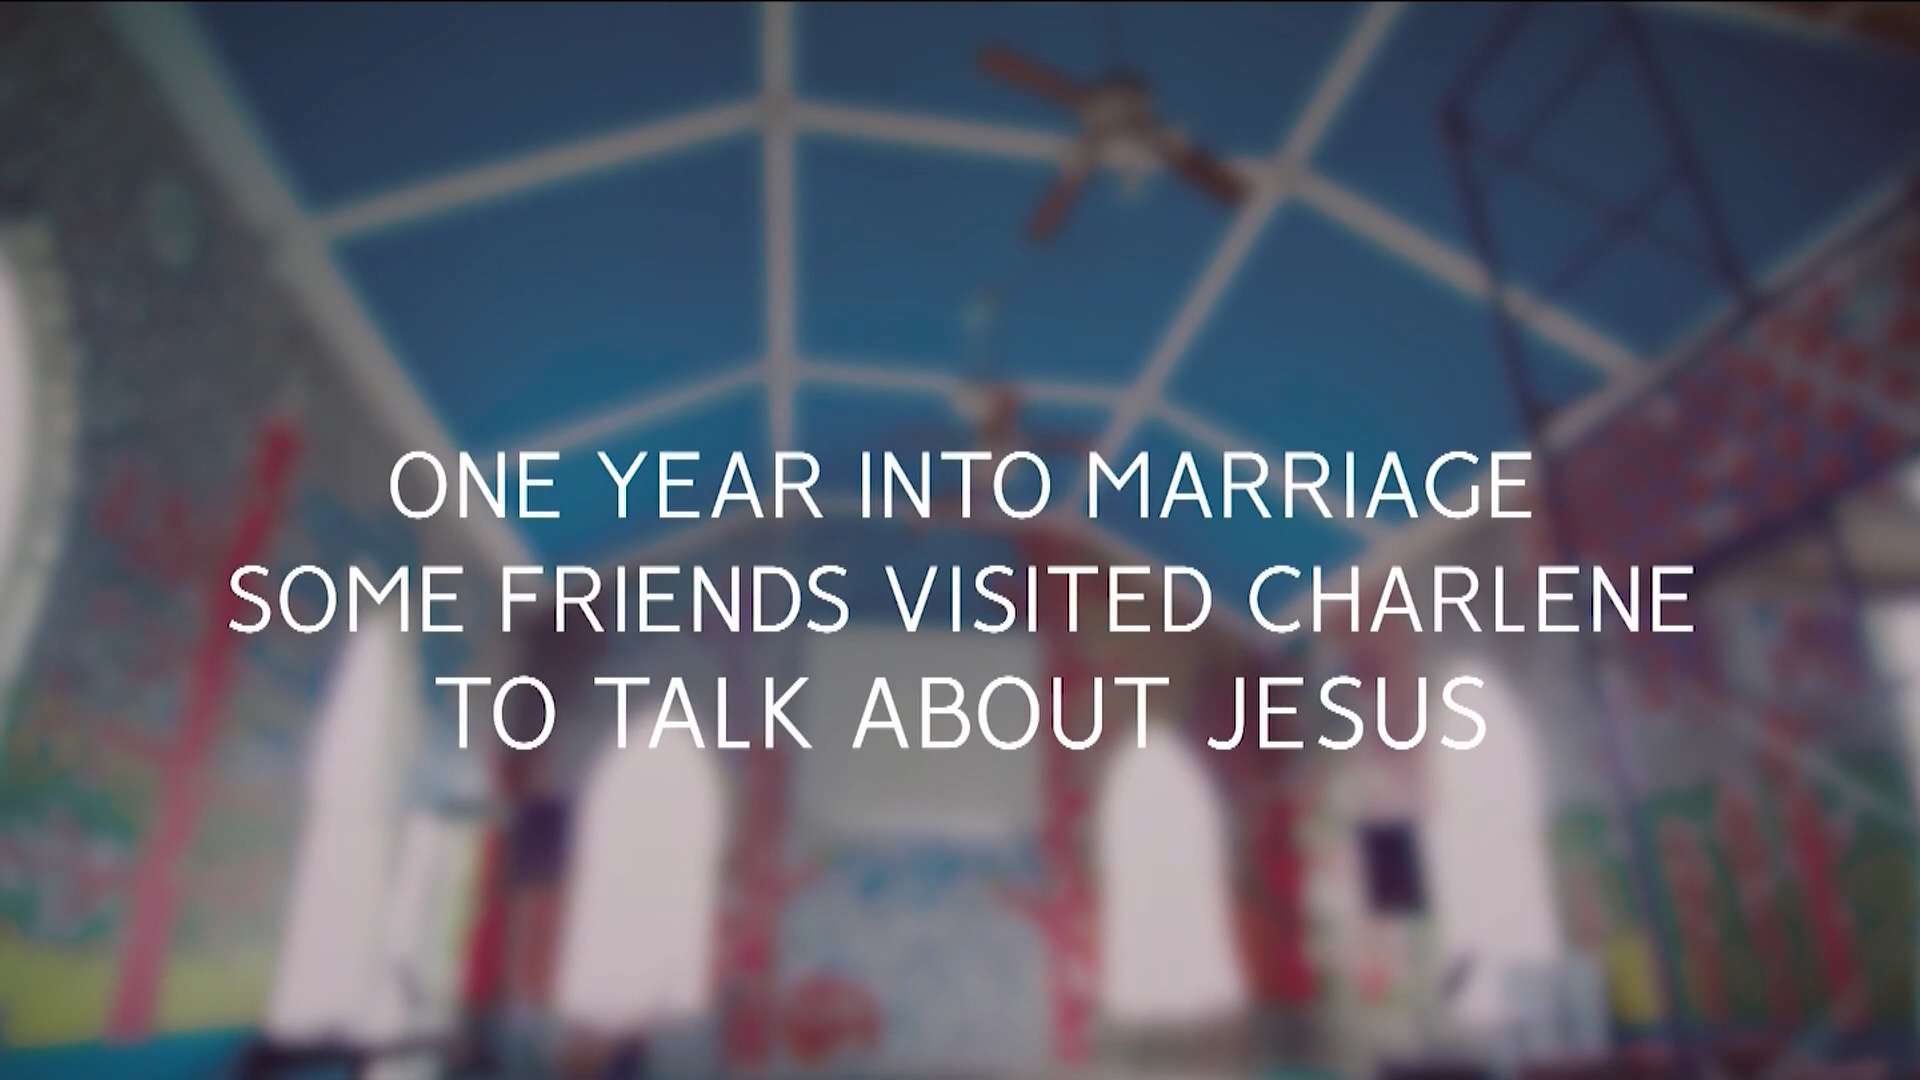 ONE YEAR INTO MARRIAGE
SOME FRIENDS VISITED CHARLENE
TO TALK ABOUT JESUS